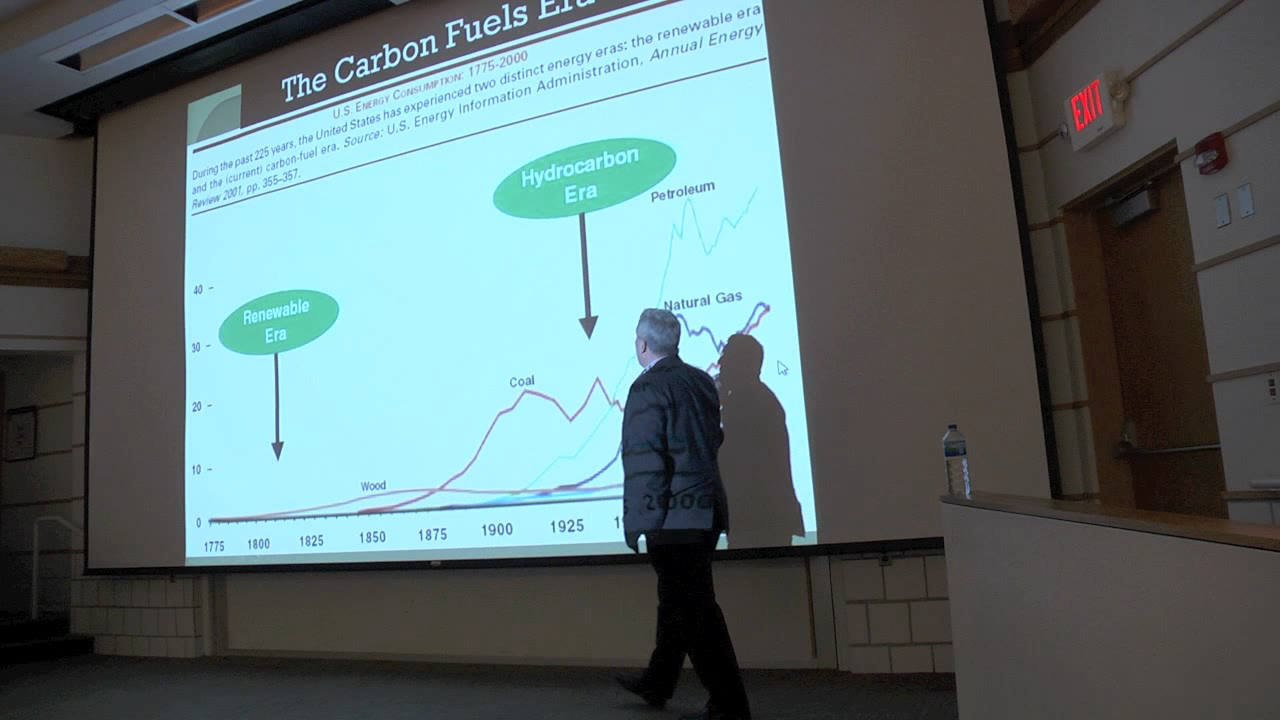 The Carbon Fuels Era
U.S. ENERGY CONSUMPTION: 1775-2000
During the past 225 years, the United States has experienced two distinct energy eras: the renewable era
and the (current) carbon-fuel era. Source: U.S. Energy Information Administration, Annual Energy
Review 2001, pp. 355–357.
EXIT
Hydrocarbon
Era
Petroleum
40
Renewable
Era
Natural Gas
30
Coal
20
10
Wood
0
2000
1775 1800 1825 1850 1875 1900 1925